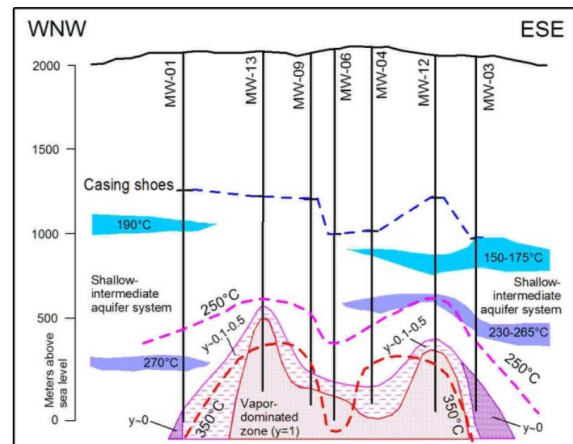 WNW
ESE
2000
1500
1000
500
0
Meters above
sea level
MW-01
MW-13
MW-09
MW-06
MW-04
MW-12
MW-03
Casing shoes
190°C
150-175°C
Shallow-
intermediate
aquifer system
Shallow-
intermediate
aquifer system
250°C
230-265°C
270°C
250°C
y~0.1-0.5
y~0.1-0.5
350°C
350°C
Vapor-
dominated
zone (y=1)
y~0
y~0